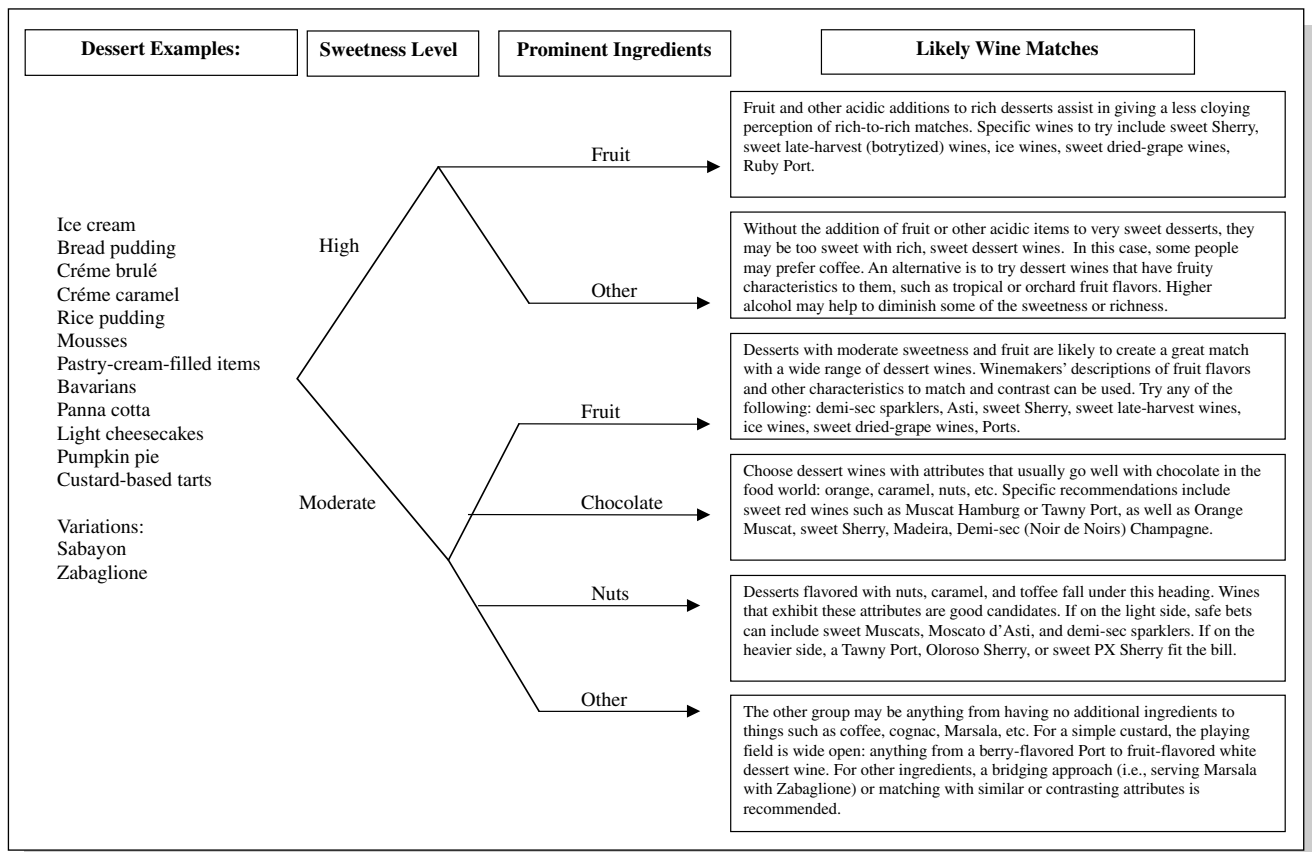 Dessert Examples:
Sweetness Level
Prominent Ingredients
Likely Wine Matches
Ice cream
Bread pudding
Créme brulé
Créme caramel
Rice pudding
Mousses
Pastry-cream-filled items
Bavarians
Panna cotta
Light cheesecakes
Pumpkin pie
Custard-based tarts
Variations:
Sabayon
Zabaglione
High
Moderate
Fruit
Fruit and other acidic additions to rich desserts assist in giving a less cloying
perception of rich-to-rich matches. Specific wines to try include sweet Sherry,
sweet late-harvest (botrytized) wines, ice wines, sweet dried-grape wines,
Ruby Port.
Other
Without the addition of fruit or other acidic items to very sweet desserts, they
may be too sweet with rich, sweet dessert wines.  In this case, some people
may prefer coffee. An alternative is to try dessert wines that have fruity
characteristics to them, such as tropical or orchard fruit flavors. Higher
alcohol may help to diminish some of the sweetness or richness.
Fruit
Desserts with moderate sweetness and fruit are likely to create a great match
with a wide range of dessert wines. Winemakers’ descriptions of fruit flavors
and other characteristics to match and contrast can be used. Try any of the
following: demi-sec sparklers, Asti, sweet Sherry, sweet late-harvest wines,
ice wines, sweet dried-grape wines, Ports.
Chocolate
Choose dessert wines with attributes that usually go well with chocolate in the
food world: orange, caramel, nuts, etc. Specific recommendations include
sweet red wines such as Muscat Hamburg or Tawny Port, as well as Orange
Muscat, sweet Sherry, Madeira, Demi-sec (Noir de Noirs) Champagne.
Nuts
Desserts flavored with nuts, caramel, and toffee fall under this heading. Wines
that exhibit these attributes are good candidates. If on the light side, safe bets
can include sweet Muscats, Moscato d’Asti, and demi-sec sparklers. If on the
heavier side, a Tawny Port, Oloroso Sherry, or sweet PX Sherry fit the bill.
Other
The other group may be anything from having no additional ingredients to
things such as coffee, cognac, Marsala, etc. For a simple custard, the playing
field is wide open: anything from a berry-flavored Port to fruit-flavored white
dessert wine. For other ingredients, a bridging approach (i.e., serving Marsala
with Zabaglione) or matching with similar or contrasting attributes is
recommended.